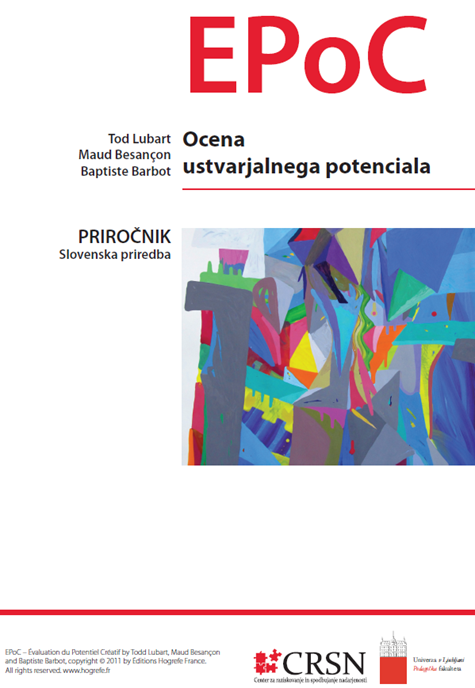 EPoC
Tod Lubart
Maud Besançon
Baptiste Barbot
Ocena
ustvarjalnega potenciala
PRIROČNIK
Slovenska priredba
EPoC – Évaluation du Potentiel Créatif by Todd Lubart, Maud Besançon
and Baptiste Barbot, copyright © 2011 by Éditions Hogrefe France.
All rights reserved. www.hogrefe.fr
CRSN
Center za raziskovanje in spodbujanje nadarjenosti
Univerza v Ljubljani
Pedagoška fakulteta